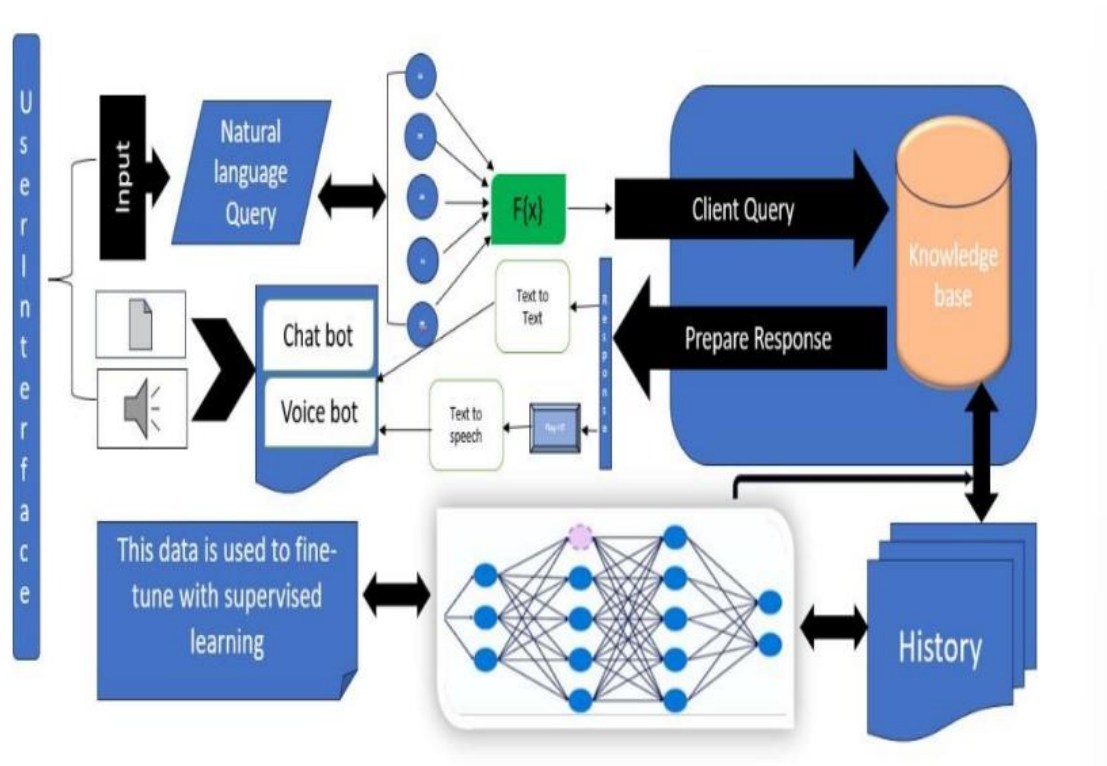 User Interface
Input
Natural
language
Query
F{x}
Client Query
Knowledge
base
Text to
Text
Response
Prepare Response
Chat bot
Voice bot
Text to
speech
This data is used to fine-
tune with supervised
learning
History